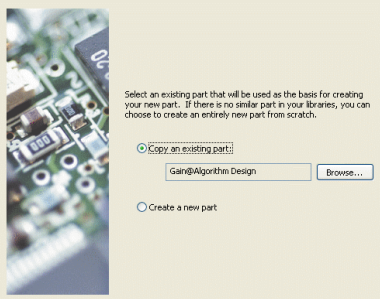 Select an existing part that will be used as the basis for creating
your new part. If there is no similar part in your libraries, you can
choose to create an entirely new part from scratch.
Copy an existing part:
Gain@Algorithm Design
Browse...
Create a new part